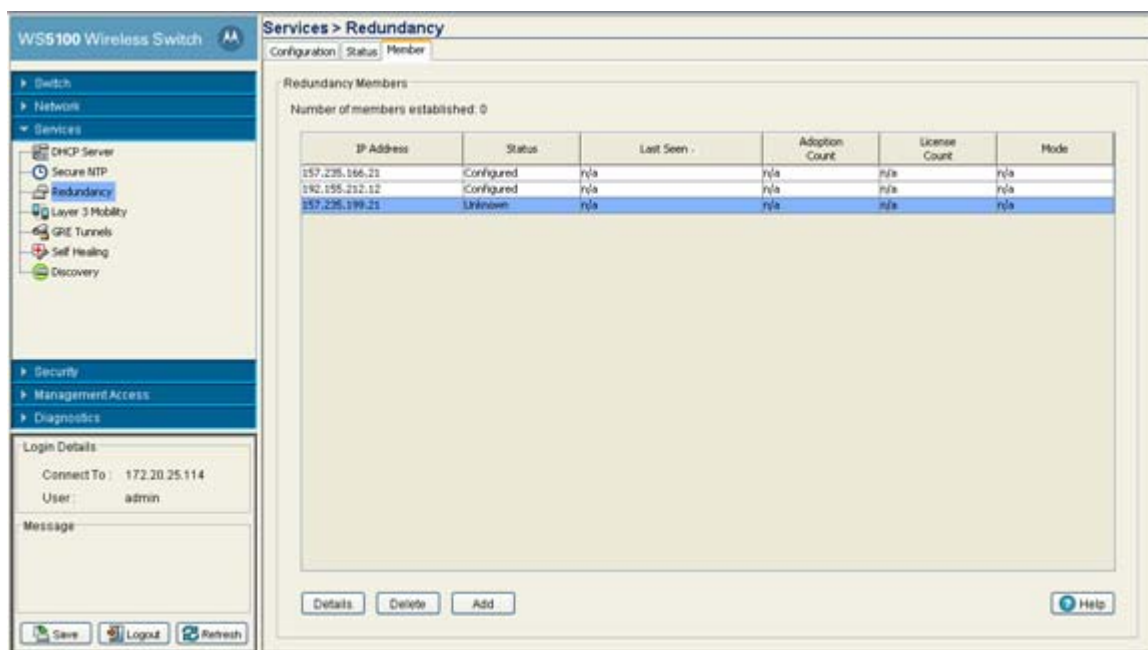 WS5100 Wireless Switch
Services > Redundancy
Configuration Status Member
Switch
Network
Services
DHCP Server
Secure NTP
Redundancy
Layer 3 Mobility
GRE Tunnels
Self Healing
Discovery
Security
Management Access
Diagnostics
Login Details
Connect To : 172.20.25.114
User : admin
Message
Save Logout Refresh
Redundancy Members
Number of members established: 0
IP Address Status Last Seen Adoption Count License Count Mode
157.235.166.21 Configured n/a n/a n/a n/a
192.155.212.12 Configured n/a n/a n/a n/a
157.235.199.21 Unknown n/a n/a n/a n/a
Details Delete Add Help